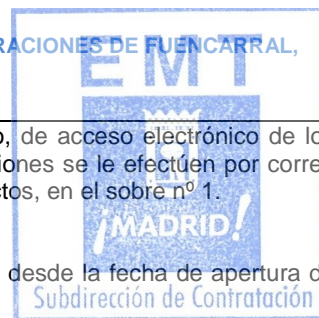 RACIONES DE FUENCARRAL,
EMT
o, de acceso electrónico de lo
iones se le efectúen por corre
ctos, en el sobre nº 1.
¡MADRID!
desde la fecha de apertura d
Subdirección de Contratación